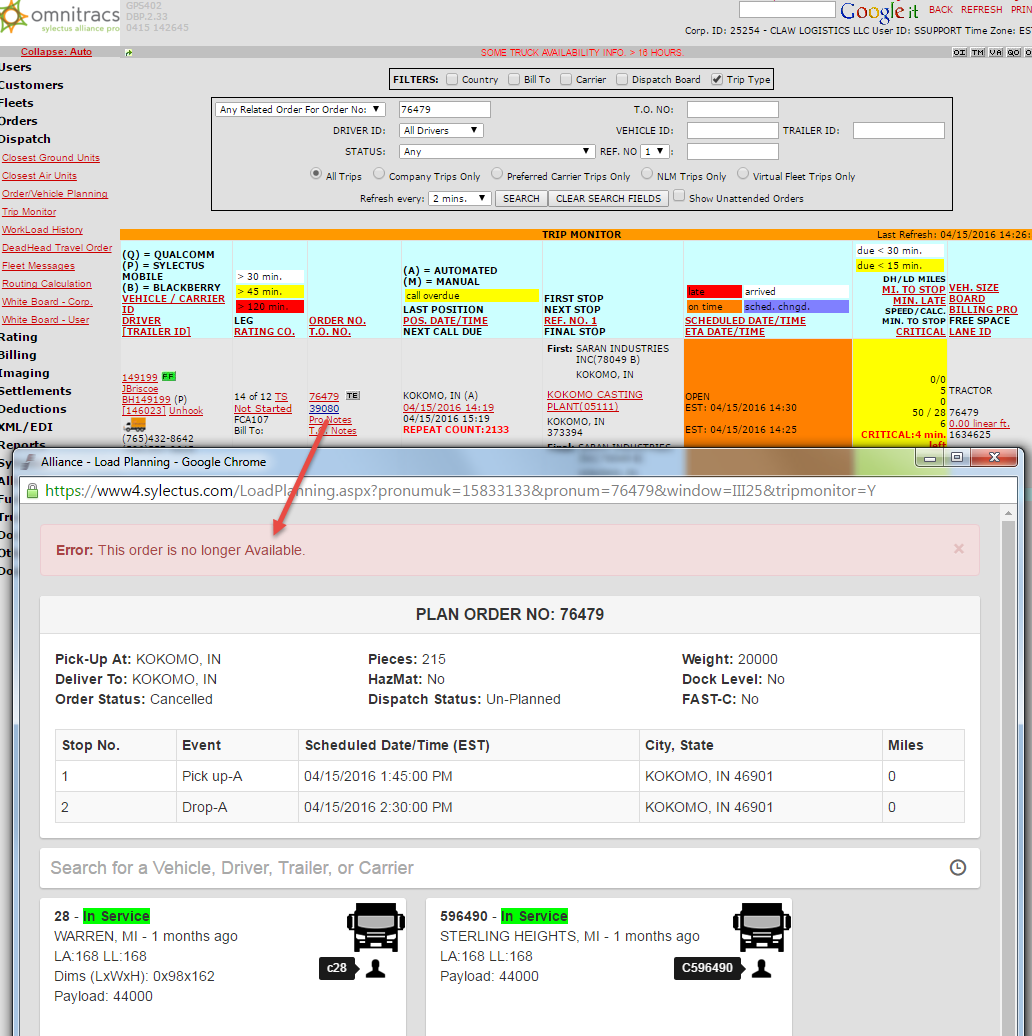 omnitracs
sylectus alliance pro
GPS402
DBP.2.33
0415 142645
Google it BACK REFRESH PRIN
Corp. ID: 25254 - CLAW LOGISTICS LLC User ID: SSUPPORT Time Zone: ES
Collapse: Auto
SOME TRUCK AVAILABILITY INFO. > 16 HOURS.
OI TM VA QO
Users
Customers
Fleets
Orders
Dispatch
Closest Ground Units
Closest Air Units
Order/Vehicle Planning
Trip Monitor
WorkLoad History
DeadHead Travel Order
Fleet Messages
Routing Calculation
White Board - Corp.
White Board - User
Rating
Billing
Imaging
Settlements
Deductions
XML/EDI
Reports
FILTERS: Country Bill To Carrier Dispatch Board Trip Type
Any Related Order For Order No: 76479 T.O. NO:
DRIVER ID: All Drivers VEHICLE ID: TRAILER ID:
STATUS: Any REF. NO 1 :
All Trips Company Trips Only Preferred Carrier Trips Only NLM Trips Only Virtual Fleet Trips Only
Refresh every: 2 mins. SEARCH CLEAR SEARCH FIELDS Show Unattended Orders
TRIP MONITOR Last Refresh: 04/15/2016 14:26:
(Q) = QUALCOMM
(P) = SYLECTUS
MOBILE
(B) = BLACKBERRY
VEHICLE / CARRIER
ID
DRIVER
[TRAILER ID]
> 30 min.
> 45 min.
> 120 min.
LEG
RATING CO.
ORDER NO.
T.O. NO.
(A) = AUTOMATED
(M) = MANUAL
call overdue
LAST POSITION
POS. DATE/TIME
NEXT CALL DUE
FIRST STOP
NEXT STOP
REF. NO. 1
FINAL STOP
late arrived
on time sched. chngd.
SCHEDULED DATE/TIME
ETA DATE/TIME
due < 30 min.
due < 15 min.
DH/LD MILES
MI. TO STOP
MIN. LATE
SPEED/CALC.
MIN. TO STOP
CRITICAL
VEH. SIZE
BOARD
BILLING PRO
FREE SPACE
LANE ID
149199 FF
JBriscoe
BH149199 (P)
[146023] Unhook
(765)432-8642
14 of 12 TS
Not Started
FCA107
Bill To:
76479 TE
39080
Pro Notes
T.O. Notes
KOKOMO, IN (A)
04/15/2016 14:19
04/15/2016 15:19
REPEAT COUNT:2133
First: SARAN INDUSTRIES
INC(78049 B)
KOKOMO, IN
KOKOMO CASTING
PLANT(05111)
KOKOMO, IN
373394
Final: SARAN INDUSTRIES
OPEN
EST: 04/15/2016 14:30
EST: 04/15/2016 14:25
0/0
5
0
50 / 28
6
CRITICAL:4 min.
left
TRACTOR
76479
0.00 linear ft.
1634625
Alliance - Load Planning - Google Chrome
https://www4.sylectus.com/LoadPlanning.aspx?pronumuk=15833133&pronum=76479&window=III25&tripmonitor=Y
Error: This order is no longer Available. ×
PLAN ORDER NO: 76479
Pick-Up At: KOKOMO, IN Pieces: 215 Weight: 20000
Deliver To: KOKOMO, IN HazMat: No Dock Level: No
Order Status: Cancelled Dispatch Status: Un-Planned FAST-C: No
Stop No. Event Scheduled Date/Time (EST) City, State Miles
1 Pick up-A 04/15/2016 1:45:00 PM KOKOMO, IN 46901 0
2 Drop-A 04/15/2016 2:30:00 PM KOKOMO, IN 46901 0
Search for a Vehicle, Driver, Trailer, or Carrier
28 - In Service
WARREN, MI - 1 months ago
LA:168 LL:168
c28
Dims (LxWxH): 0x98x162
Payload: 44000
596490 - In Service
STERLING HEIGHTS, MI - 1 months ago
LA:168 LL:168
C596490
Payload: 44000